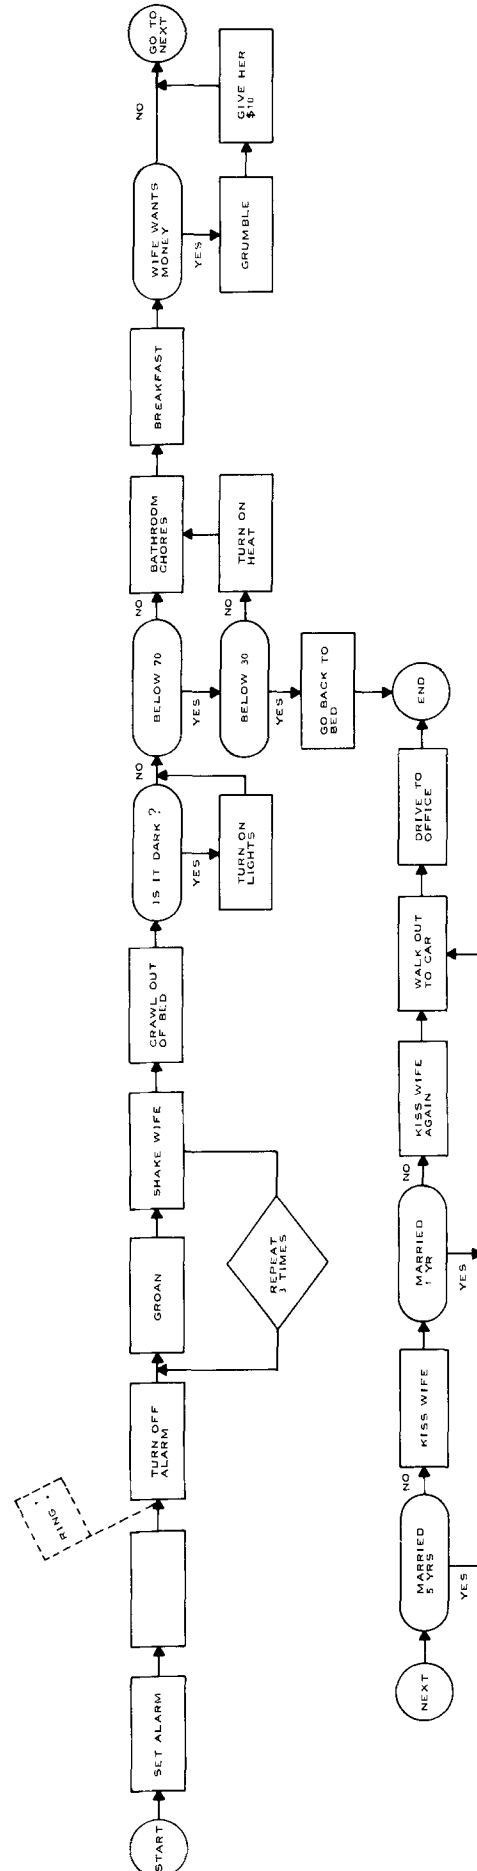 START
SET ALARM
RING
TURN OFF
ALARM
GROAN
SHAKE WIFE
REPEAT
3 TIMES
CRAWL OUT
OF BED
IS IT DARK ?
YES
NO
TURN ON
LIGHTS
BELOW 70
YES
NO
BELOW 30
YES
NO
TURN ON
HEAT
GO BACK TO
BED
BATHROOM
CHORES
BREAKFAST
WIFE WANTS
MONEY
YES
NO
GRUMBLE
GIVE HER
$10
GO TO
NEXT
NEXT
MARRIED
5 YRS
YES
NO
KISS WIFE
MARRIED
1 YR
YES
NO
KISS WIFE
AGAIN
WALK OUT
TO CAR
DRIVE TO
OFFICE
END